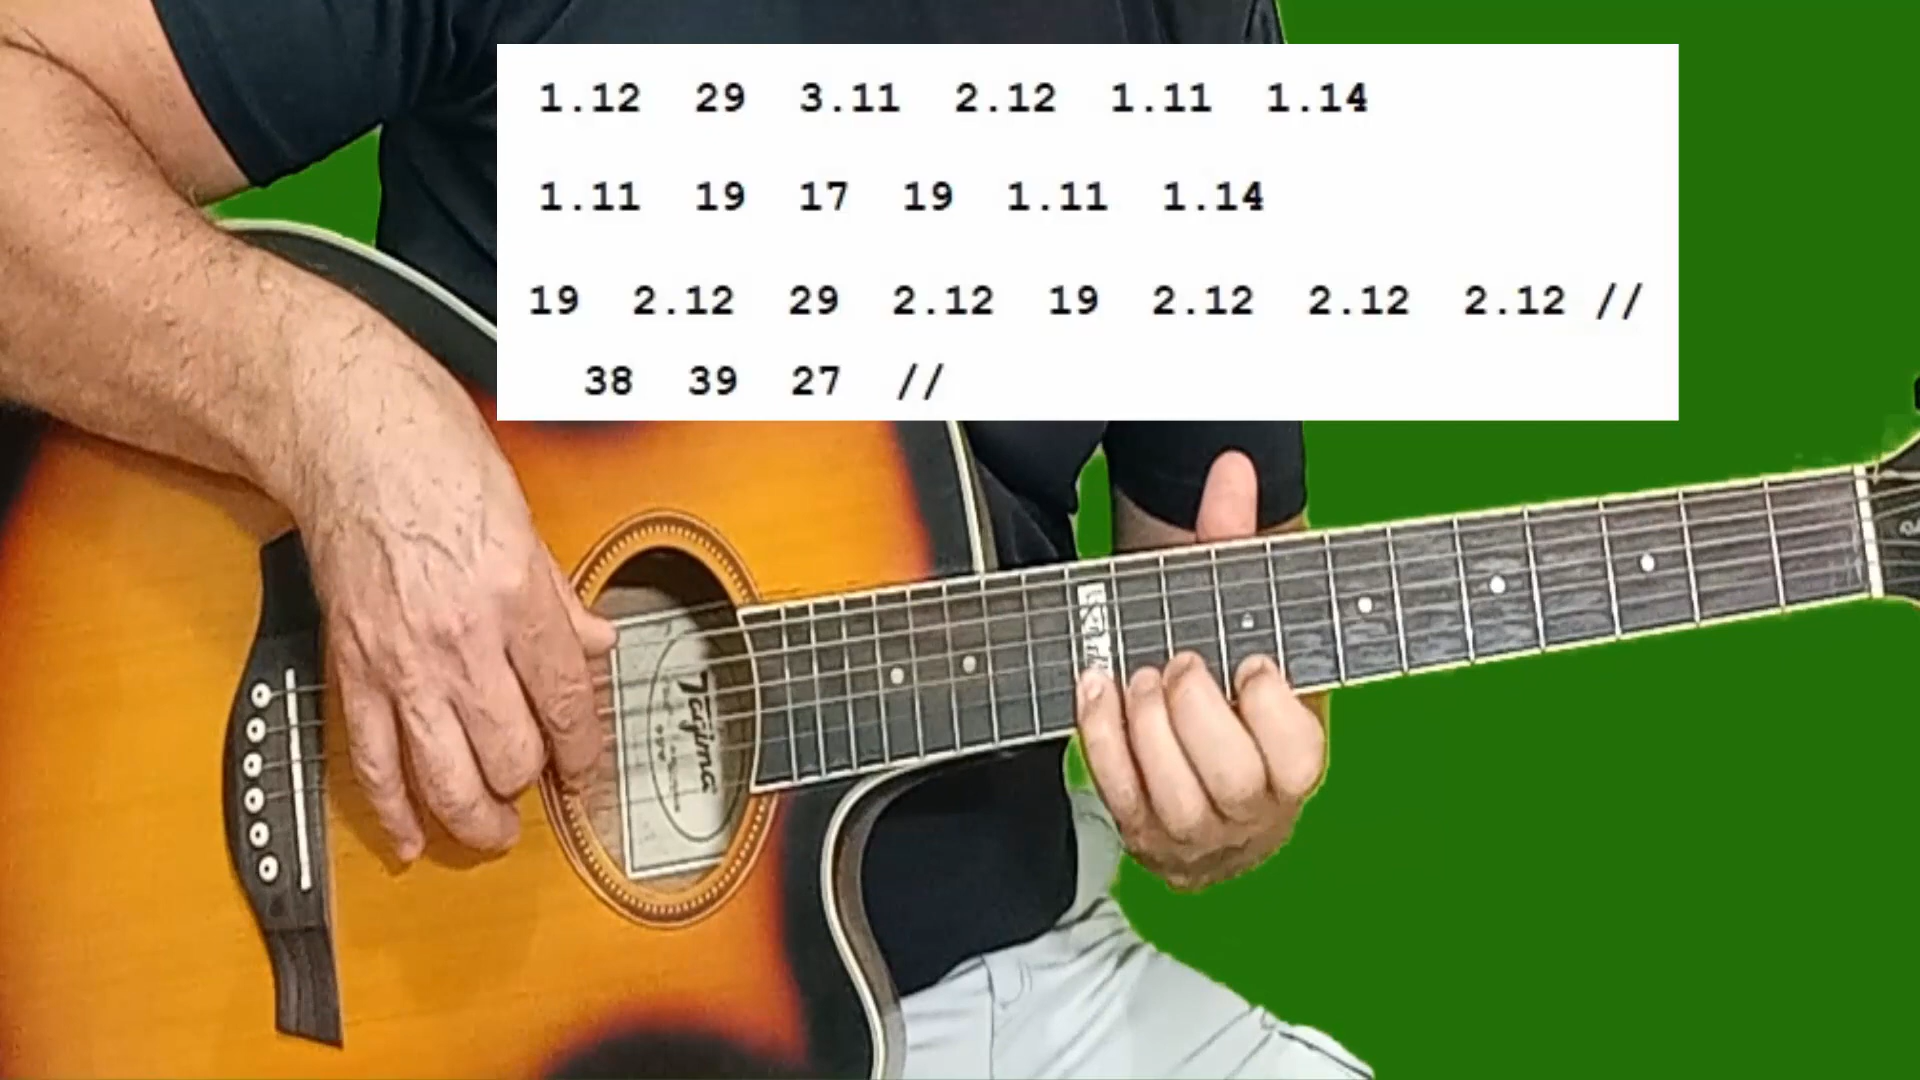 1.12 29 3.11 2.12 1.11 1.14
1.11 19 17 19 1.11 1.14
19 2.12 29 2.12 19 2.12 2.12 2.12 //
38 39 27 //
Tagima